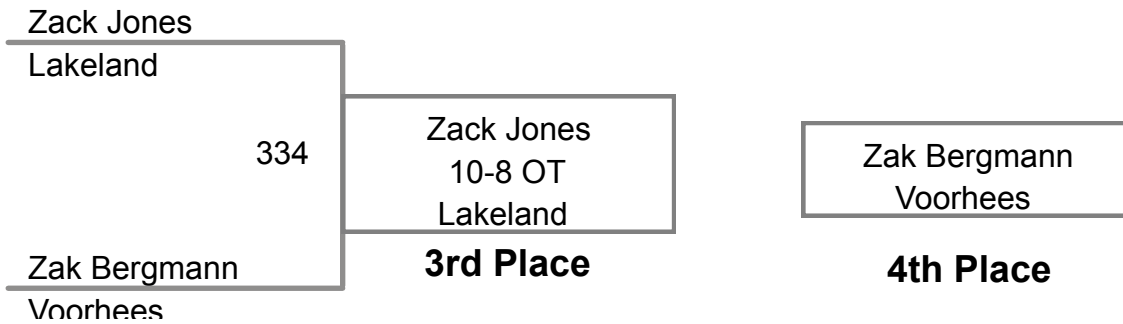 Zack Jones
Lakeland
334
Zak Bergmann
Voorhees
Zack Jones
10-8 OT
Lakeland
3rd Place
Zak Bergmann
Voorhees
4th Place